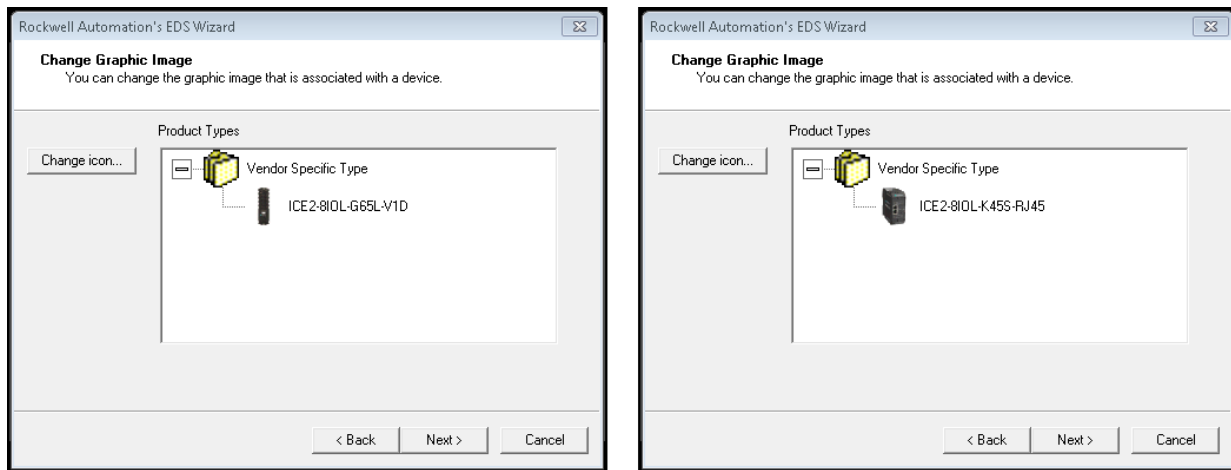 Rockwell Automation's EDS Wizard
Change Graphic Image
You can change the graphic image that is associated with a device.
Product Types
Change icon...
Vendor Specific Type
ICE2-8IOL-G65L-V1D
< Back
Next >
Cancel
Rockwell Automation's EDS Wizard
Change Graphic Image
You can change the graphic image that is associated with a device.
Product Types
Change icon...
Vendor Specific Type
ICE2-8IOL-K45S-RJ45
< Back
Next >
Cancel